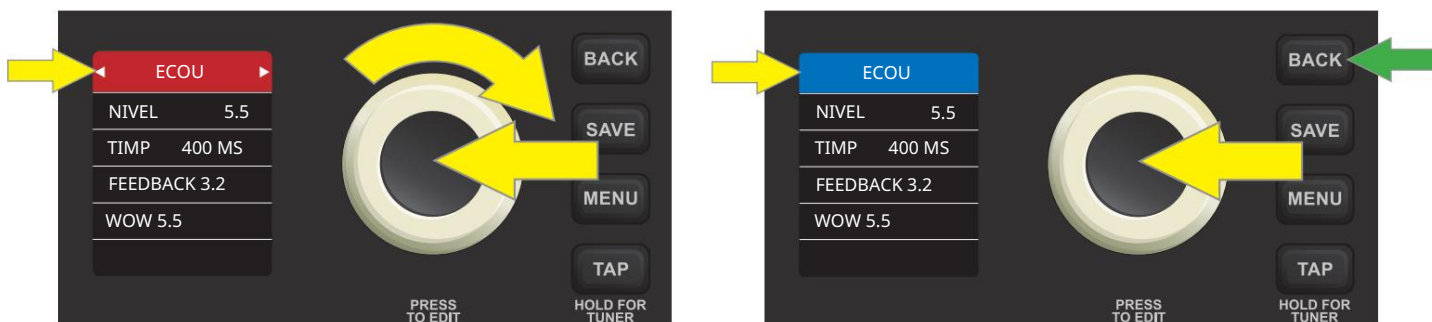 ECOU
NIVEL 5.5
TIMP 400 MS
FEEDBACK 3.2
WOW 5.5
BACK
SAVE
MENU
TAP
PRESS
TO EDIT
HOLD FOR
TUNER
ECOU
NIVEL 5.5
TIMP 400 MS
FEEDBACK 3.2
WOW 5.5
BACK
SAVE
MENU
TAP
PRESS
TO EDIT
HOLD FOR
TUNER